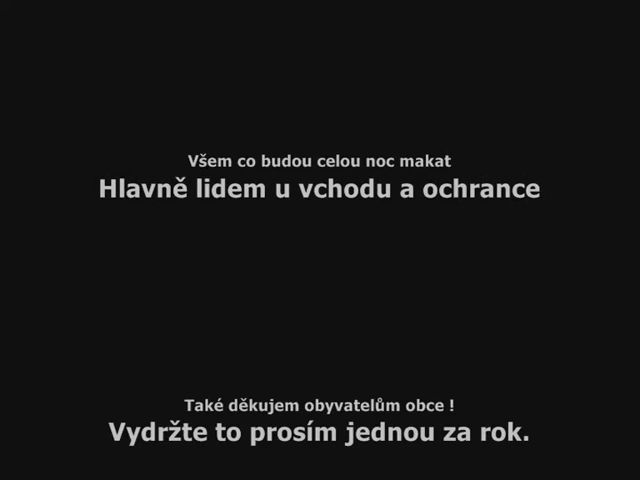 Všem co budou celou noc makat
Hlavně lidem u vchodu a ochrance
Také děkujem obyvatelům obce !
Vydržte to prosím jednou za rok.